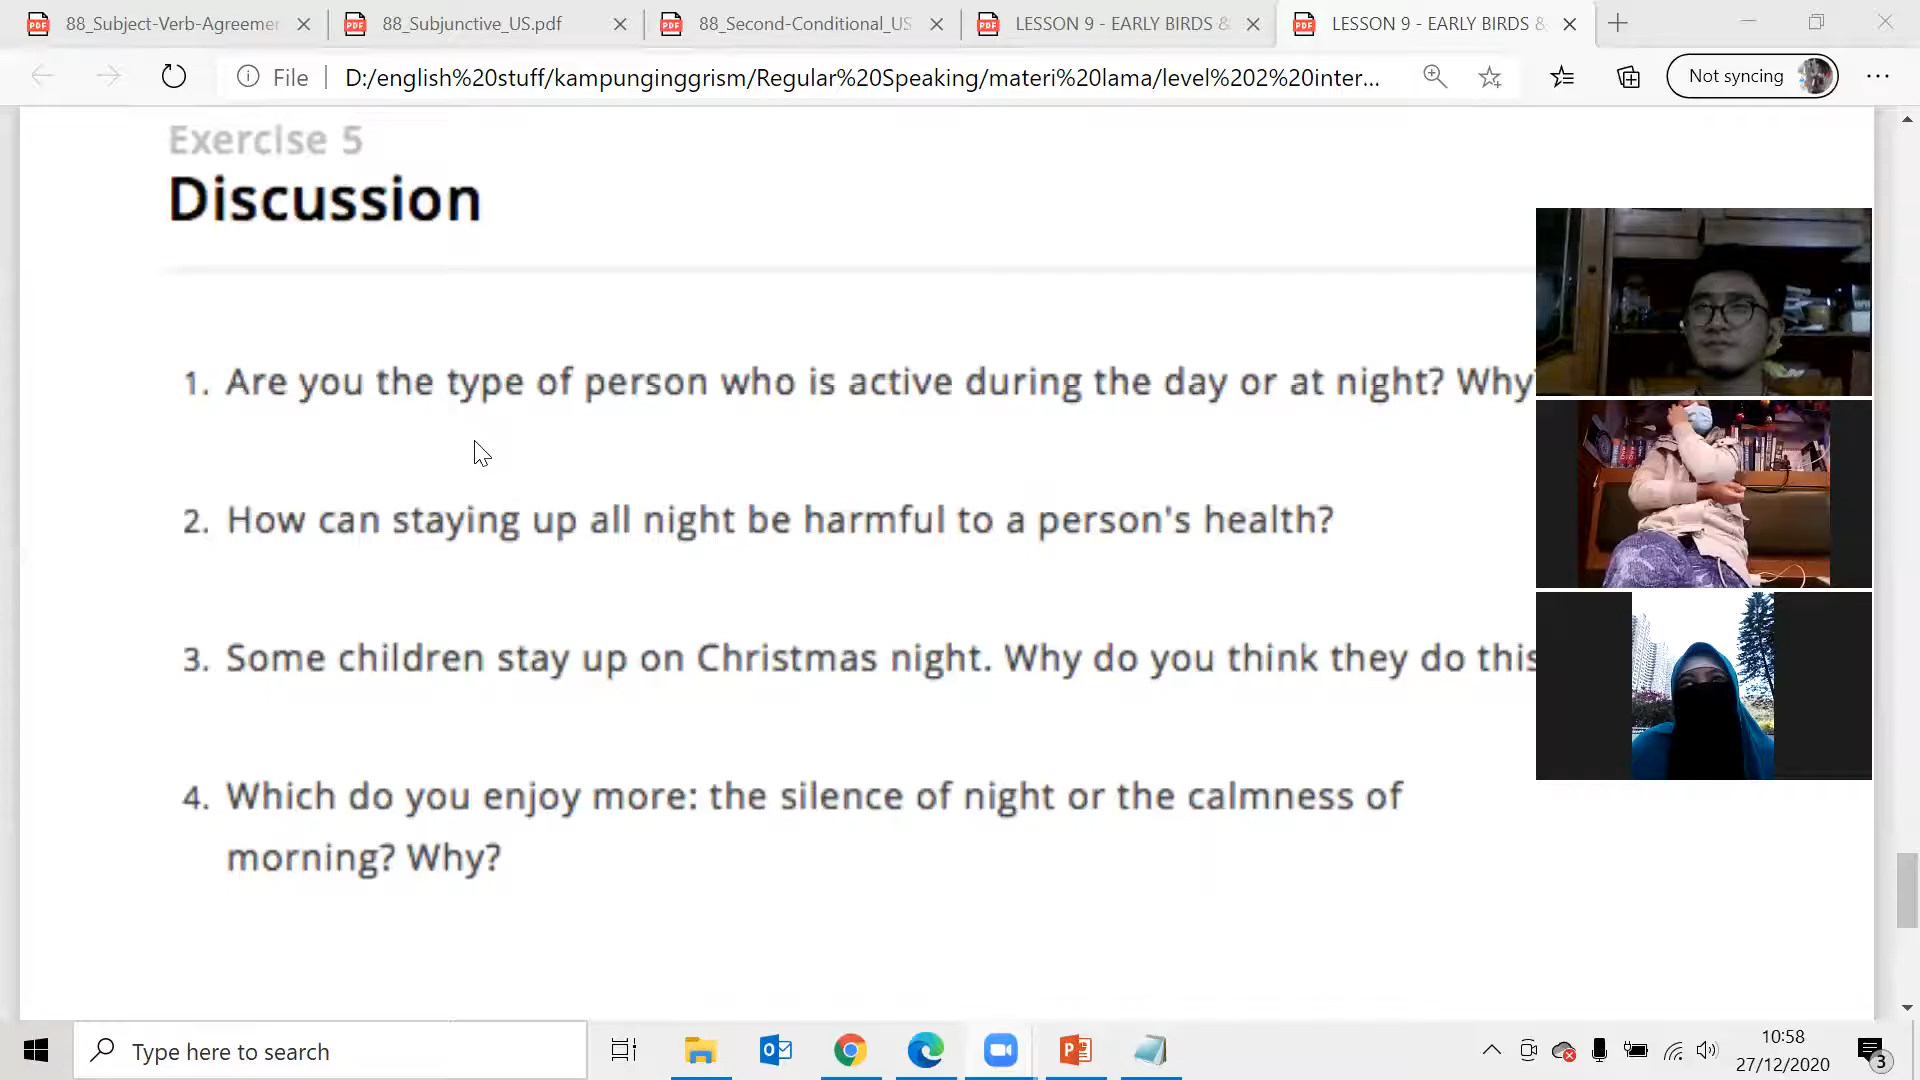 88_Subject-Verb-Agreemer
88_Subjunctive_US.pdf
88_Second-Conditional_US
LESSON 9 - EARLY BIRDS &
LESSON 9 - EARLY BIRDS &
File
D:/english%20stuff/kampunginggrism/Regular%20Speaking/materi%20lama/level%202%20inter...
Not syncing
Exercise 5
Discussion
1. Are you the type of person who is active during the day or at night? Why
2. How can staying up all night be harmful to a person's health?
3. Some children stay up on Christmas night. Why do you think they do this
4. Which do you enjoy more: the silence of night or the calmness of
morning? Why?
Type here to search
10:58
27/12/2020
3